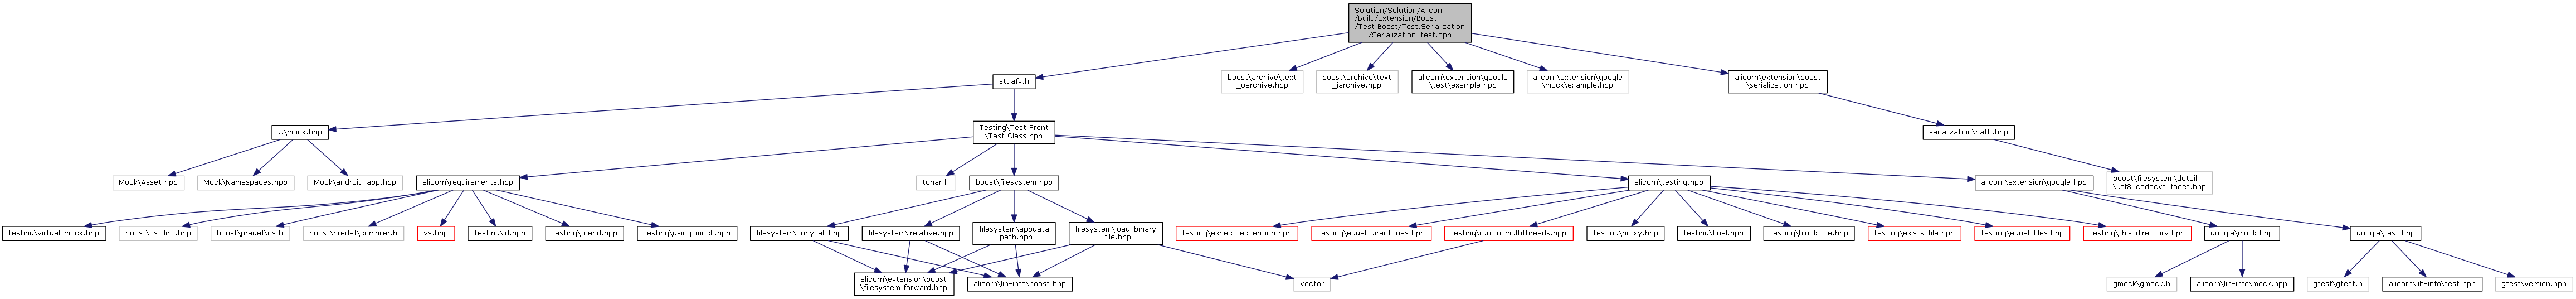 Solution/Solution/Alicorn
/Build/Extension/Boost
/Test.Boost/Test.Serialization
/Serialization_test.cpp
stdafx.h
boost\archive\text
_oarchive.hpp
boost\archive\text
_iarchive.hpp
alicorn\extension\google
\test\example.hpp
alicorn\extension\google
\mock\example.hpp
alicorn\extension\boost
\serialization.hpp
..\mock.hpp
Testing\Test.Front
\Test.Class.hpp
serialization\path.hpp
Mock\Asset.hpp
Mock\Namespaces.hpp
Mock\android-app.hpp
alicorn\requirements.hpp
tchar.h
boost\filesystem.hpp
alicorn\testing.hpp
alicorn\extension\google.hpp
boost\filesystem\detail
\utf8_codecvt_facet.hpp
testing\virtual-mock.hpp
boost\cstdint.hpp
boost\predef\os.h
boost\predef\compiler.h
vs.hpp
testing\id.hpp
testing\friend.hpp
testing\using-mock.hpp
filesystem\copy-all.hpp
filesystem\relative.hpp
filesystem\appdata
-path.hpp
filesystem\load-binary
-file.hpp
testing\expect-exception.hpp
testing\equal-directories.hpp
testing\run-in-multithreads.hpp
testing\proxy.hpp
testing\final.hpp
testing\block-file.hpp
testing\exists-file.hpp
testing\equal-files.hpp
testing\this-directory.hpp
google\mock.hpp
google\test.hpp
alicorn\extension\boost
\filesystem.forward.hpp
alicorn\lib-info\boost.hpp
vector
gmock\gmock.h
alicorn\lib-info\mock.hpp
gtest\gtest.h
alicorn\lib-info\test.hpp
gtest\version.hpp